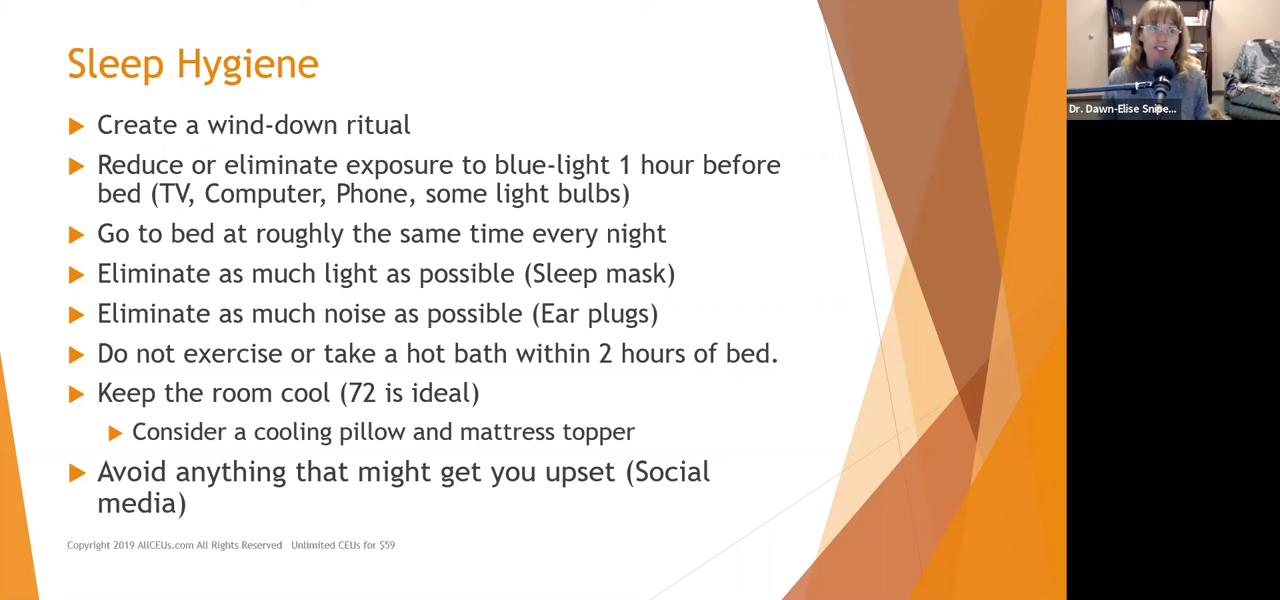 Sleep Hygiene
Create a wind-down ritual
Reduce or eliminate exposure to blue-light 1 hour before
bed (TV, Computer, Phone, some light bulbs)
Go to bed at roughly the same time every night
Eliminate as much light as possible (Sleep mask)
Eliminate as much noise as possible (Ear plugs)
Do not exercise or take a hot bath within 2 hours of bed.
Keep the room cool (72 is ideal)
Consider a cooling pillow and mattress topper
Avoid anything that might get you upset (Social
media)
Copyright 2019 AllCEUs.com All Rights Reserved Unlimited CEUs for $59
Dr. Dawn-Elise Snipe...